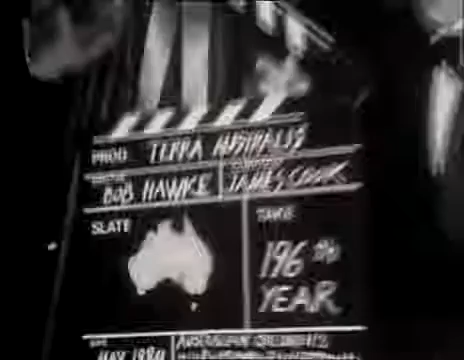 PROD TERRA AUSTRALIS
BOB HAWKE JAMES COOK
SLATE
TAKE
196TH
YEAR
MAY 1984